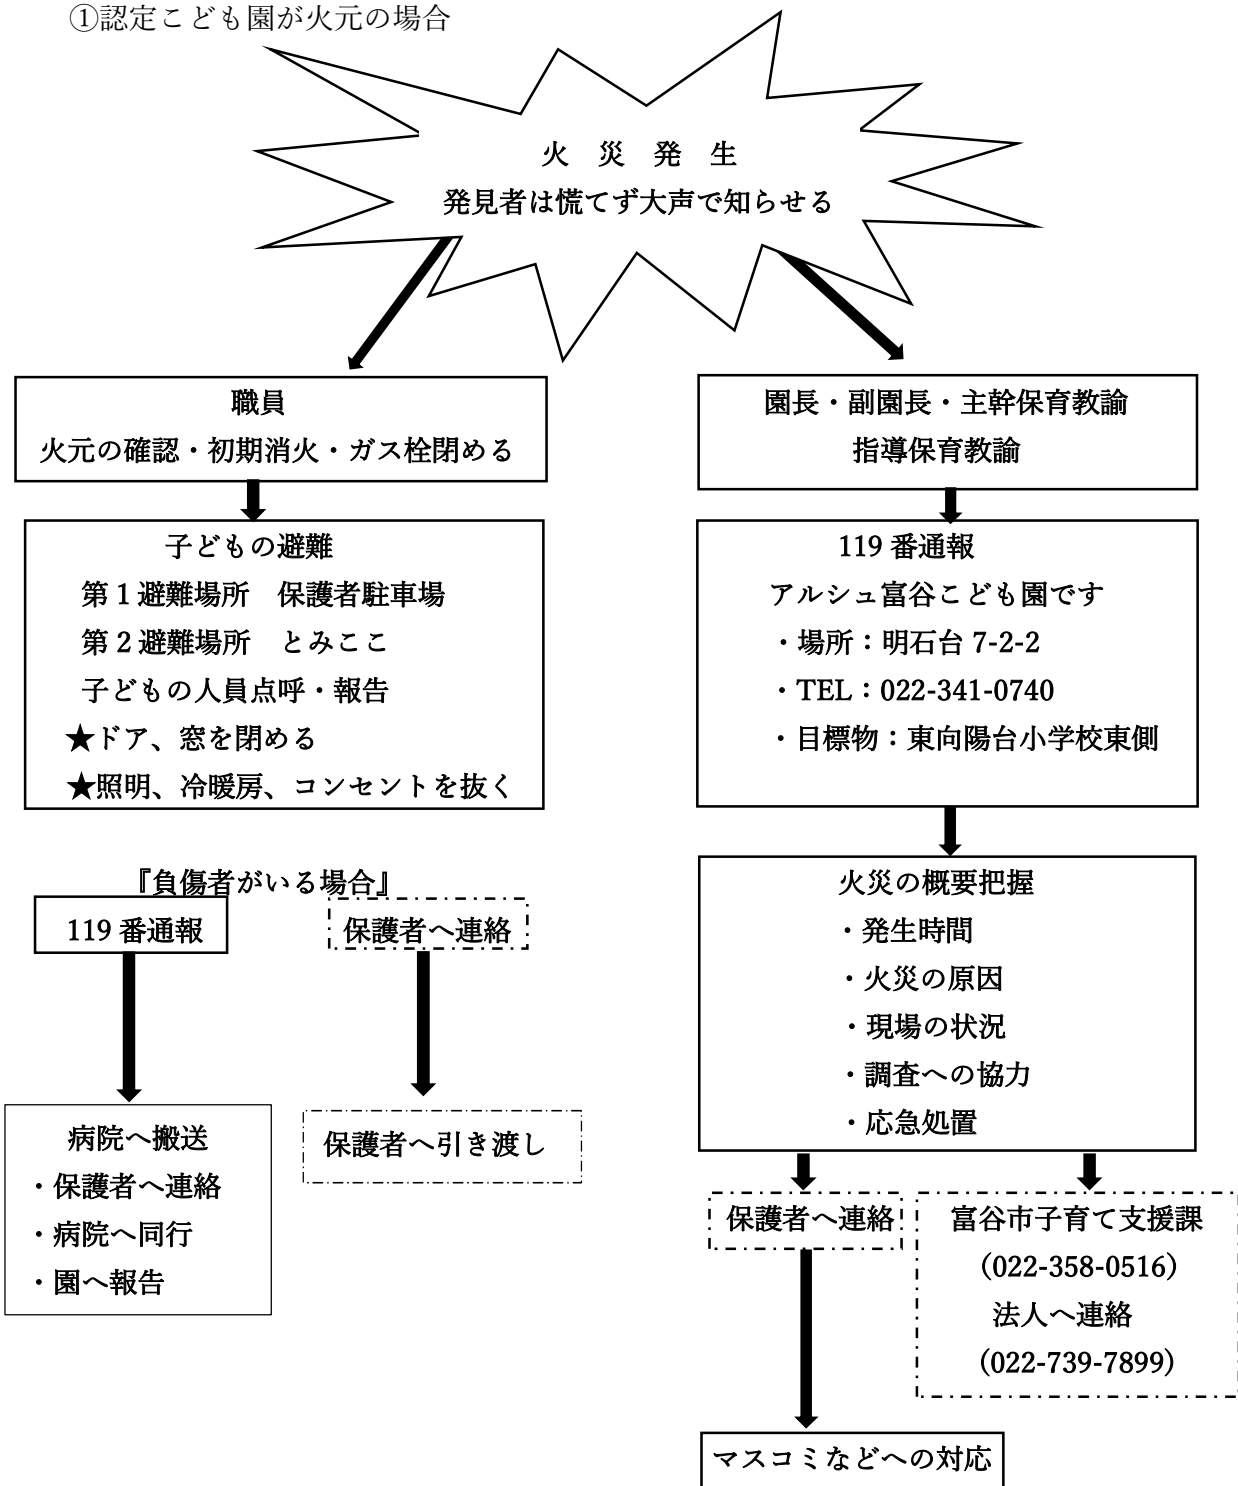 ①認定こども園が火元の場合
火　災　発　生
発見者は慌てず大声で知らせる
職員
火元の確認・初期消火・ガス栓閉める
子どもの避難
第1避難場所　保護者駐車場
第2避難場所　とみここ
子どもの人員点呼・報告
★ドア、窓を閉める
★照明、冷暖房、コンセントを抜く
『負傷者がいる場合』
119番通報
病院へ搬送
・保護者へ連絡
・病院へ同行
・園へ報告
保護者へ連絡
保護者へ引き渡し
園長・副園長・主幹保育教諭
指導保育教諭
119番通報
アルシュ富谷こども園です
・場所：明石台 7-2-2
・TEL：022-341-0740
・目標物：東向陽台小学校東側
火災の概要把握
・発生時間
・火災の原因
・現場の状況
・調査への協力
・応急処置
保護者へ連絡
富谷市子育て支援課
（022-358-0516）
法人へ連絡
（022-739-7899）
マスコミなどへの対応